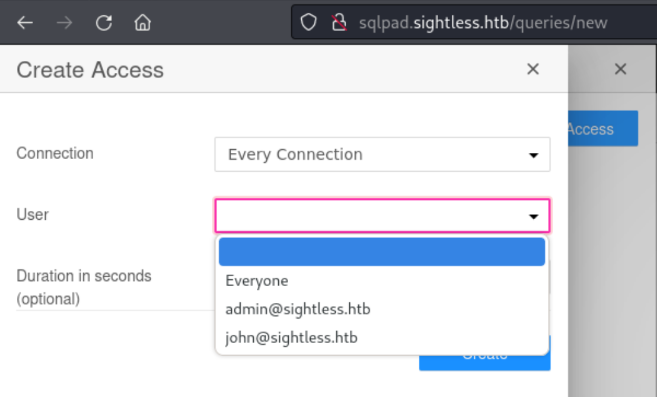 sqlpad.sightless.htb/queries/new
Create Access
Access
Connection
Every Connection
User
Everyone
admin@sightless.htb
john@sightless.htb
Duration in seconds
(optional)
Create